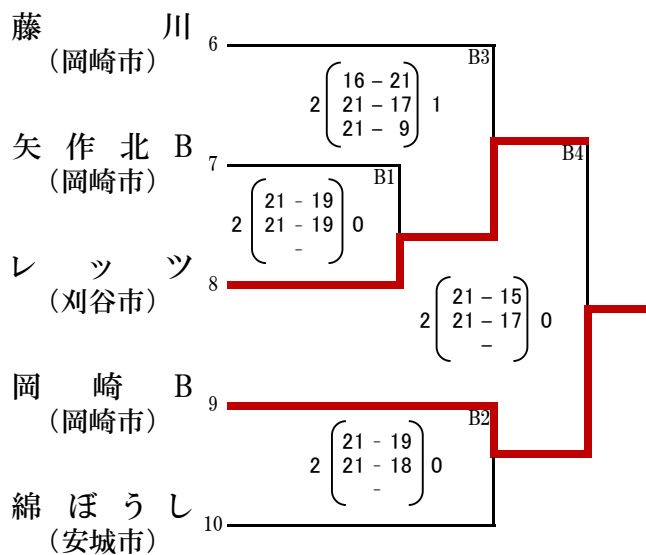 藤川
6
（岡崎市）
B3
16 – 21
2 21 – 17 1
21 – 9
矢作北B
7
（岡崎市）
B1
B4
21 - 19
2 21 - 19 0
-
レッツ
8
（刈谷市）
21 – 15
2 21 – 17 0
–
岡崎B
9
（岡崎市）
B2
21 - 19
2 21 - 18 0
-
綿ぼうし
10
（安城市）